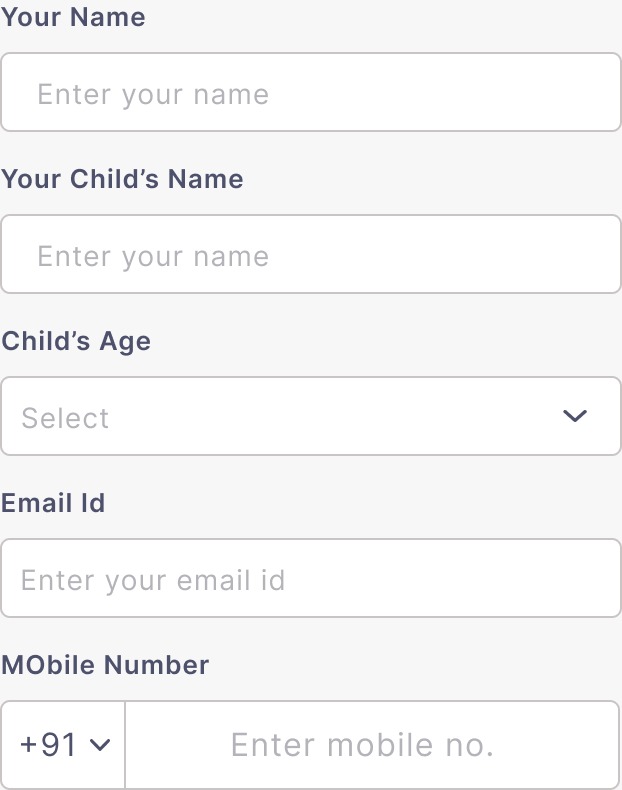 Your Name
Enter your name
Your Child’s Name
Enter your name
Child’s Age
Select
Email Id
Enter your email id
MObile Number
+91 Enter mobile no.